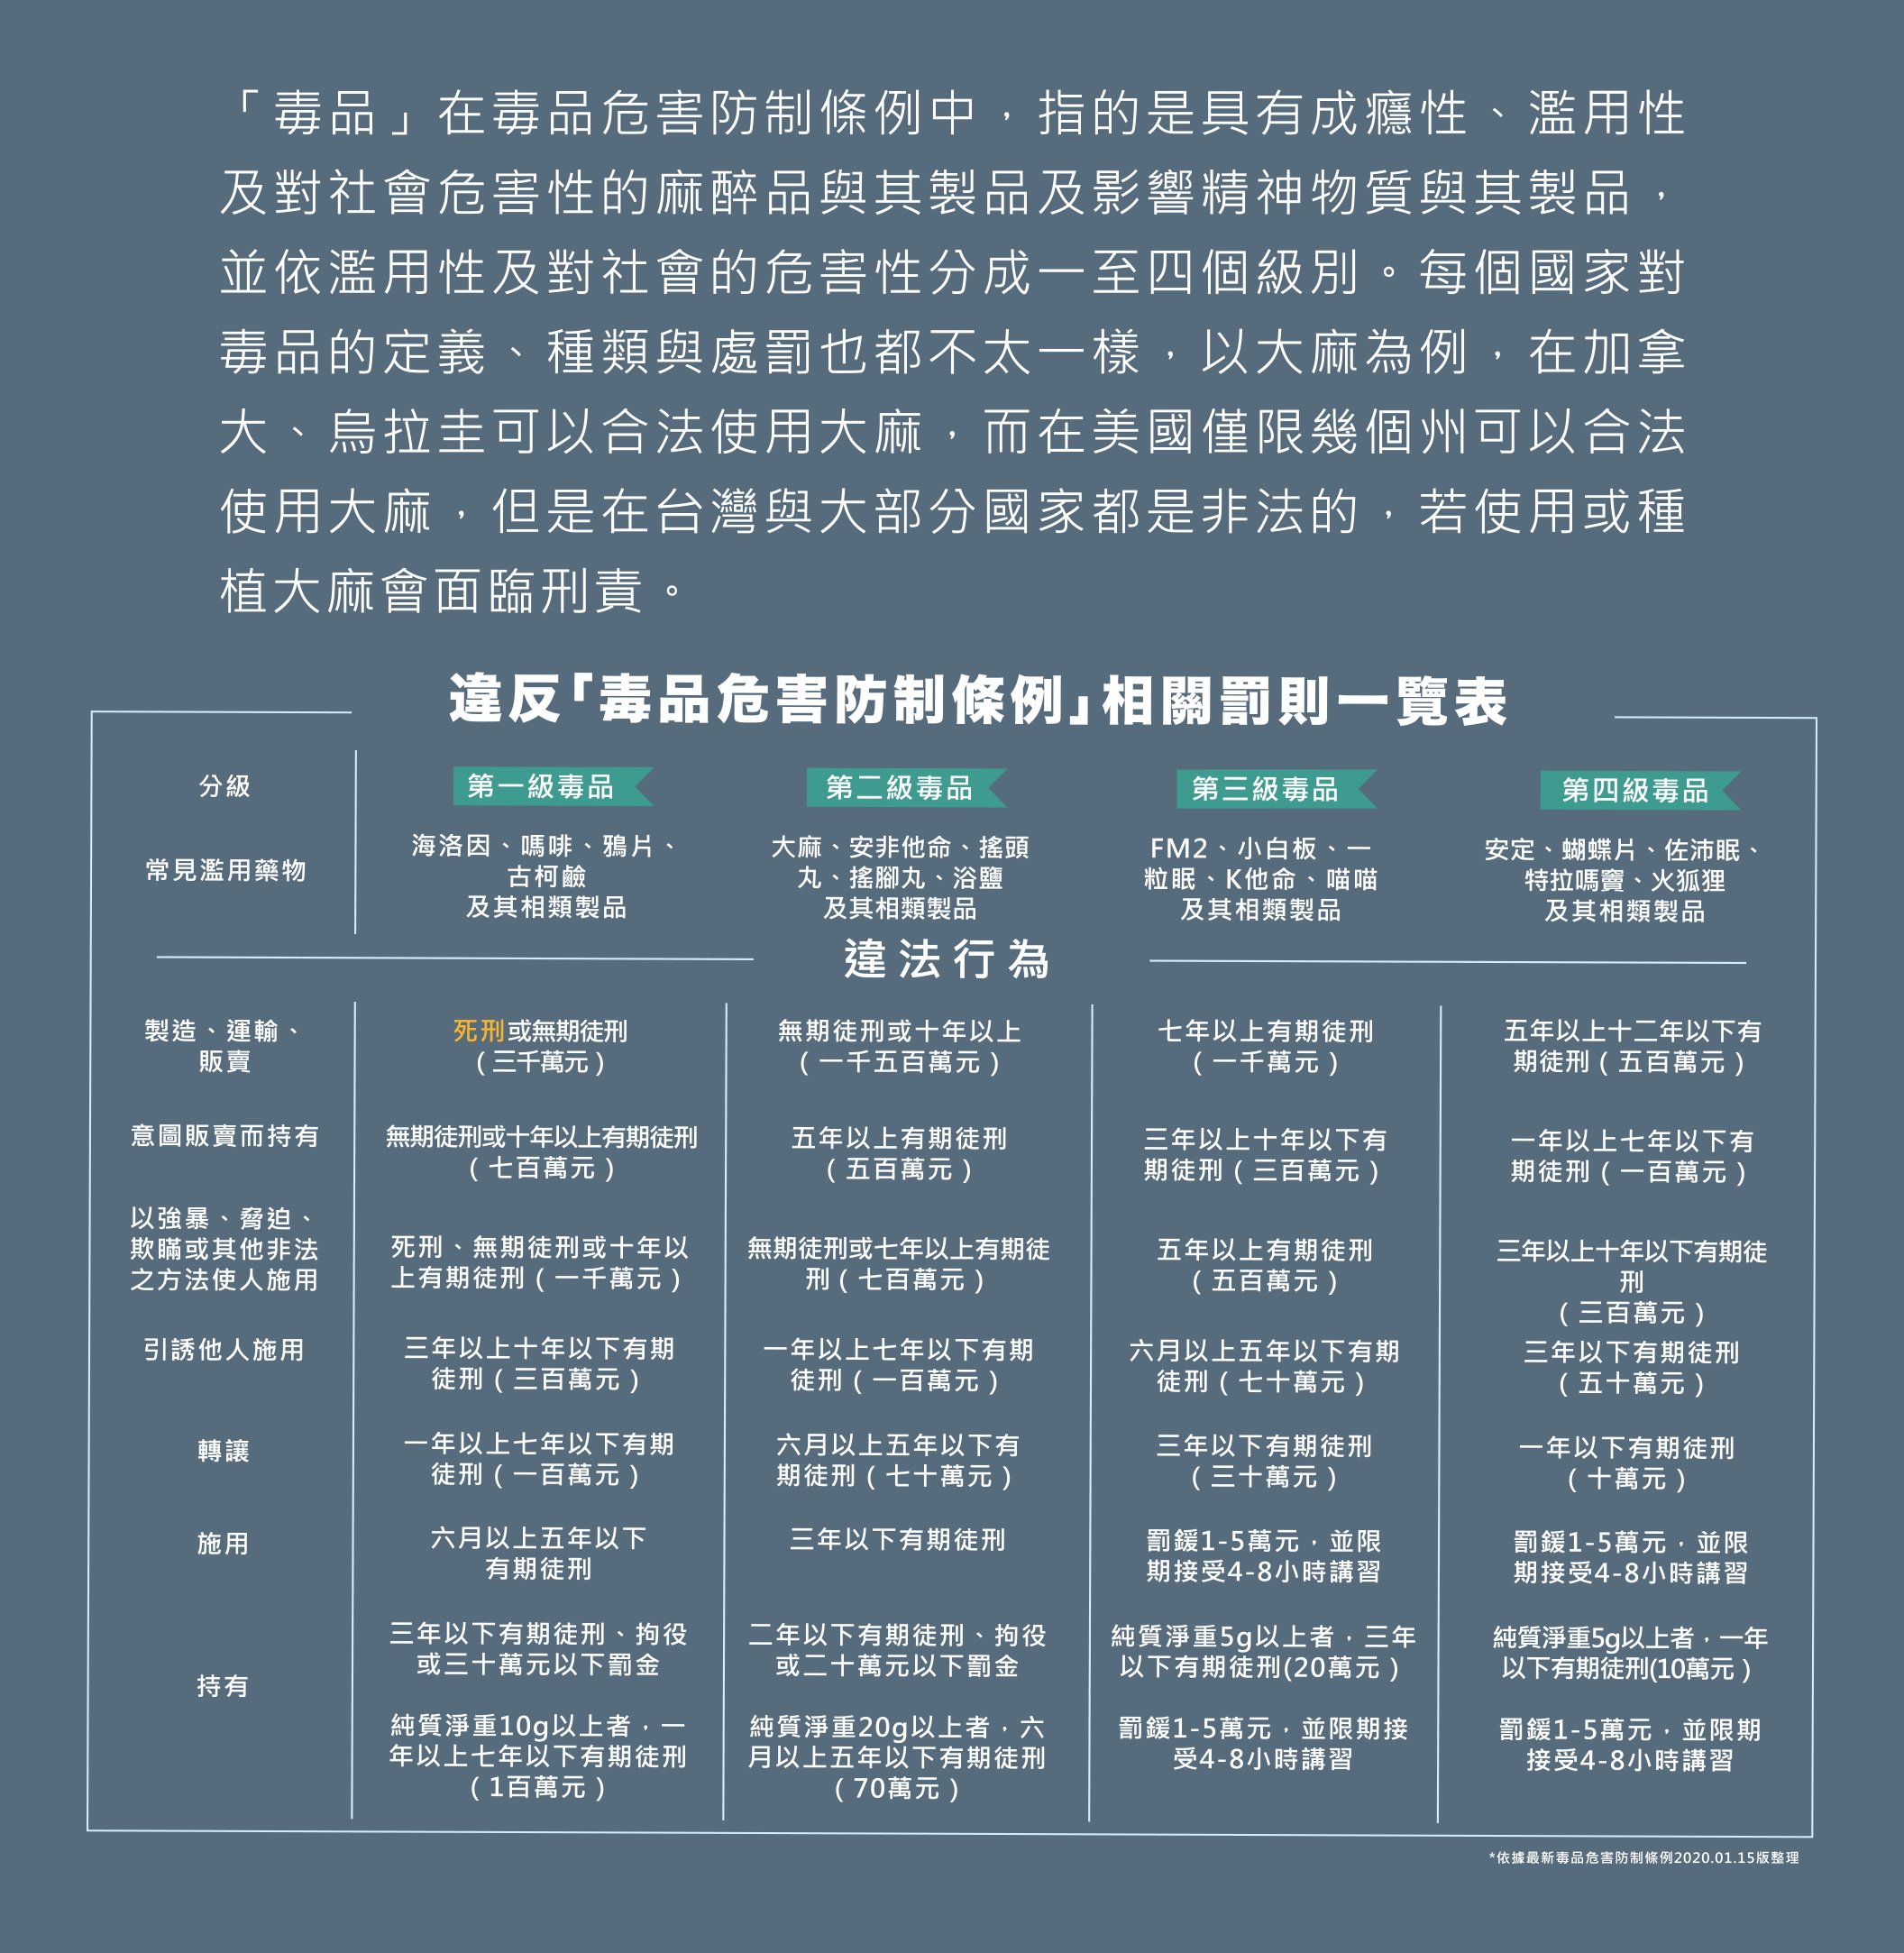 「毒品」在毒品危害防制條例中，指的是具有成癮性、濫用性
及對社會危害性的麻醉品與其製品及影響精神物質與其製品，
並依濫用性及對社會的危害性分成一至四個級別。每個國家對
毒品的定義、種類與處罰也都不太一樣，以大麻為例，在加拿
大、烏拉圭可以合法使用大麻，而在美國僅限幾個州可以合法
使用大麻，但是在台灣與大部分國家都是非法的，若使用或種
植大麻會面臨刑責。
違反「毒品危害防制條例」相關罰則一覽表
分級
第一級毒品
第二級毒品
第三級毒品
第四級毒品
常見濫用藥物
海洛因、嗎啡、鴉片、
古柯鹼
及其相類製品
大麻、安非他命、搖頭
丸、搖腳丸、浴鹽
及其相類製品
FM2、小白板、一
粒眠、K他命、喵喵
及其相類製品
安定、蝴蝶片、佐沛眠、
特拉嗎竇、火狐狸
及其相類製品
違法行為
製造、運輸、
販賣
死刑或無期徒刑
（三千萬元）
無期徒刑或十年以上
（一千五百萬元）
七年以上有期徒刑
（一千萬元）
五年以上十二年以下有
期徒刑（五百萬元）
意圖販賣而持有
無期徒刑或十年以上有期徒刑
（七百萬元）
五年以上有期徒刑
（五百萬元）
三年以上十年以下有
期徒刑（三百萬元）
一年以上七年以下有
期徒刑（一百萬元）
以強暴、脅迫、
欺瞞或其他非法
之方法使人施用
死刑、無期徒刑或十年以
上有期徒刑（一千萬元）
無期徒刑或七年以上有期徒
刑（七百萬元）
五年以上有期徒刑
（五百萬元）
三年以上十年以下有期徒
刑
（三百萬元）
引誘他人施用
三年以上十年以下有期
徒刑（三百萬元）
一年以上七年以下有期
徒刑（一百萬元）
六月以上五年以下有期
徒刑（七十萬元）
三年以下有期徒刑
（五十萬元）
轉讓
一年以上七年以下有期
徒刑（一百萬元）
六月以上五年以下有
期徒刑（七十萬元）
三年以下有期徒刑
（三十萬元）
一年以下有期徒刑
（十萬元）
施用
六月以上五年以下
有期徒刑
三年以下有期徒刑
罰鍰1-5萬元，並限
期接受4-8小時講習
罰鍰1-5萬元，並限
期接受4-8小時講習
持有
三年以下有期徒刑、拘役
或三十萬元以下罰金
純質淨重10g以上者，一
年以上七年以下有期徒刑
（1百萬元）
二年以下有期徒刑、拘役
或二十萬元以下罰金
純質淨重20g以上者，六
月以上五年以下有期徒刑
（70萬元）
純質淨重5g以上者，三年
以下有期徒刑(20萬元）
罰鍰1-5萬元，並限期接
受4-8小時講習
純質淨重5g以上者，一年
以下有期徒刑(10萬元）
罰鍰1-5萬元，並限期
接受4-8小時講習
*依據最新毒品危害防制條例2020.01.15版整理